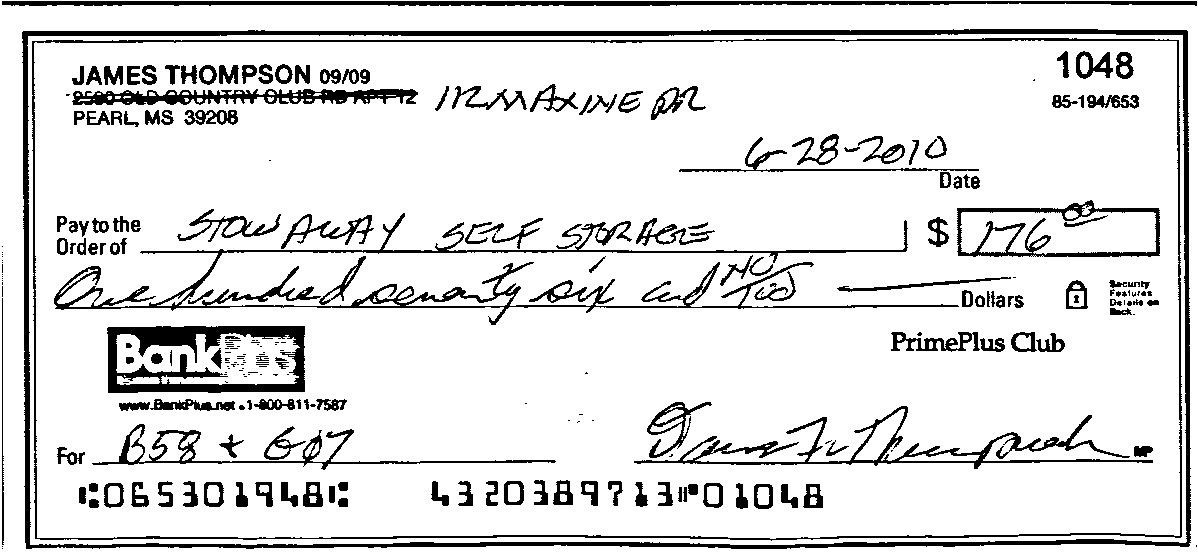 JAMES THOMPSON 09/09
1048
2590 OLD COUNTRY CLUB RD APT 12 112 MAXINE DR
85-194/653
PEARL, MS 39208
6-28-2010
Date
Pay to the Order of STOW AWAY SELF STORAGE $ 176 00
One hundred seventy six and NO/100 Dollars
Security Features Details on Back.
BankPlus
PrimePlus Club
www.BankPlus.net • 1-800-811-7587
For B58 + G07
MP
⑆065301948⑆ 4320389713⑈01048